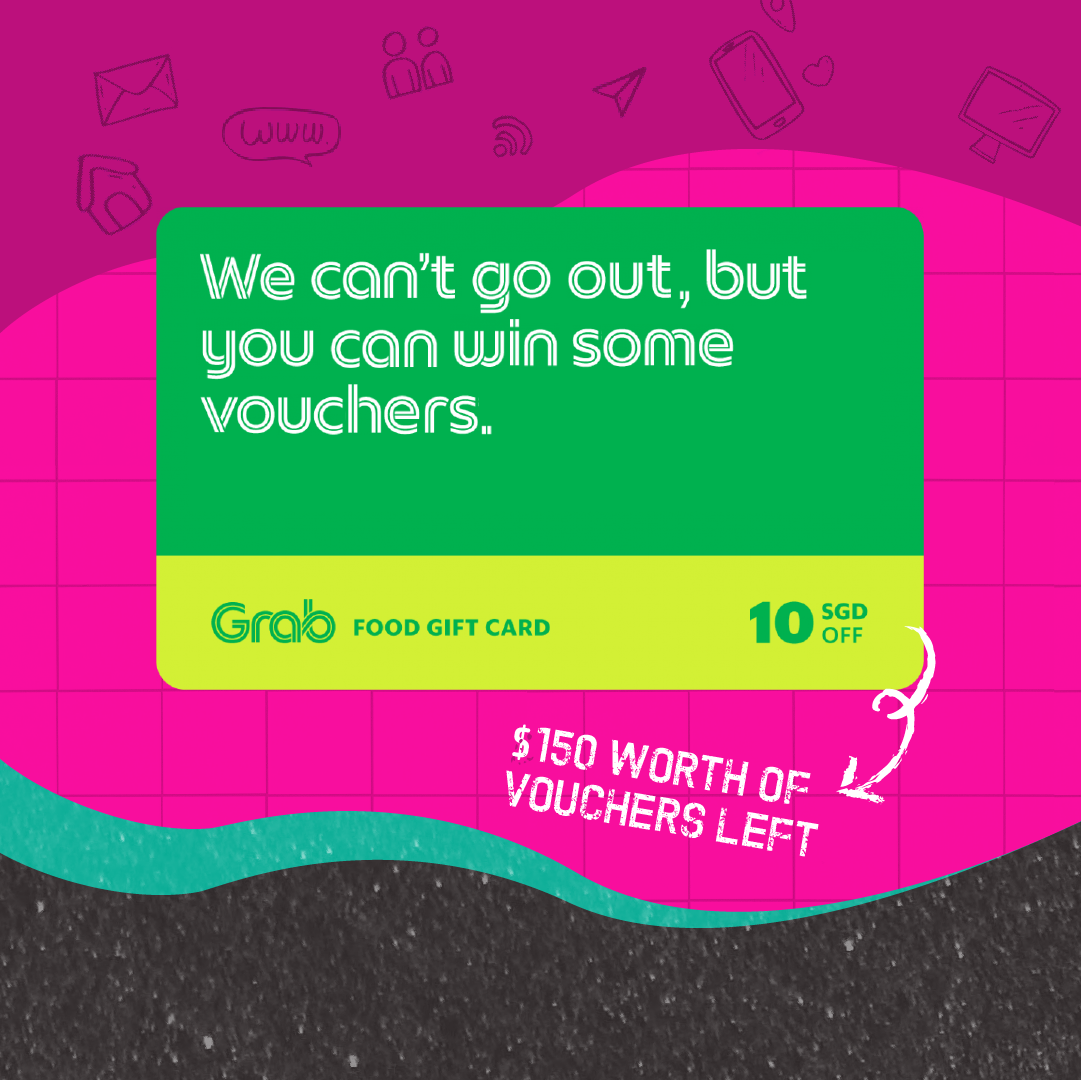 www.
We can't go out, but
you can win some
vouchers.
Grab FOOD GIFT CARD
10 SGD
OFF
$150 WORTH OF
VOUCHERS LEFT